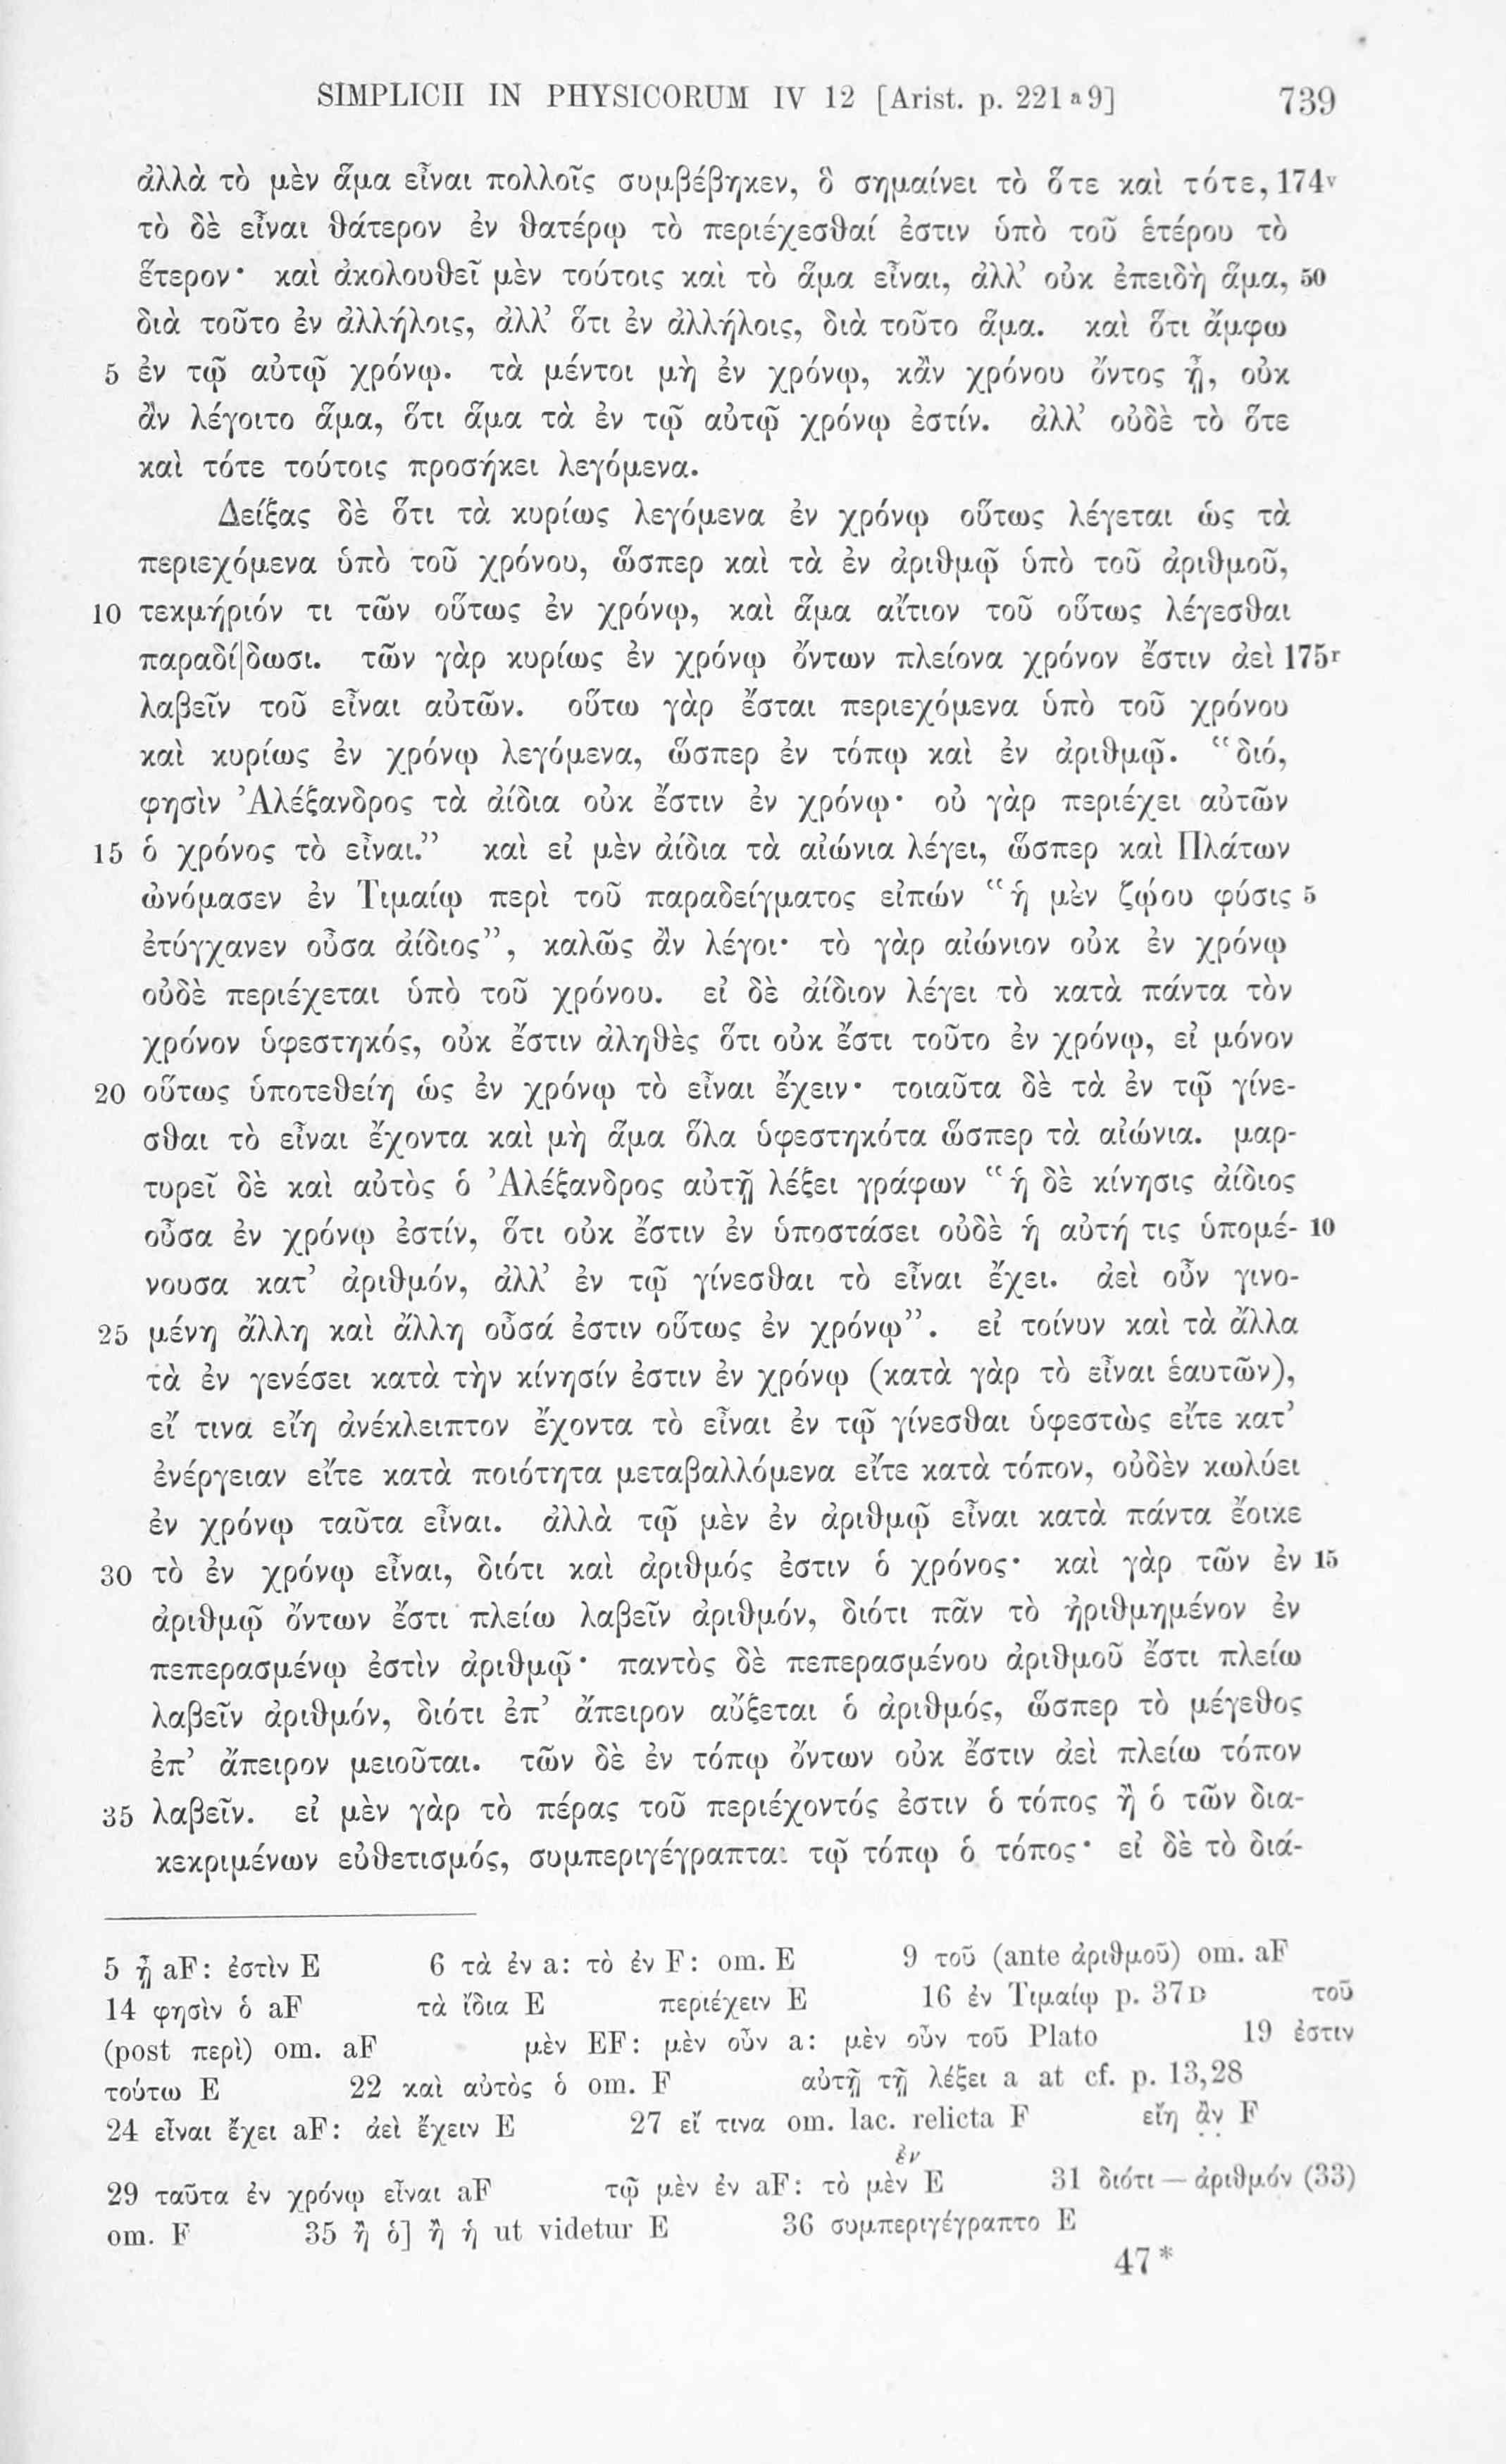 SIMPLICII IN PHYSICORUM IV 12 [Arist. p. 221 a 9] 739
ἀλλὰ τὸ μὲν ἅμα εἶναι πολλοῖς συμβέβηκεν, ὃ σημαίνει τὸ ὅτε καὶ τότε, 174v
τὸ δὲ εἶναι θάτερον ἐν θατέρῳ τὸ περιέχεσθαί ἐστιν ὑπὸ τοῦ ἑτέρου τὸ
ἕτερον· καὶ ἀκολουθεῖ μὲν τούτοις καὶ τὸ ἅμα εἶναι, ἀλλ’ οὐκ ἐπειδὴ ἅμα, 50
διὰ τοῦτο ἐν ἀλλήλοις, ἀλλ’ ὅτι ἐν ἀλλήλοις, διὰ τοῦτο ἅμα. καὶ ὅτι ἄμφω
5 ἐν τῷ αὐτῷ χρόνῳ. τὰ μέντοι μὴ ἐν χρόνῳ, κἂν χρόνου ὄντος ᾖ, οὐκ
ἂν λέγοιτο ἅμα, ὅτι ἅμα τὰ ἐν τῷ αὐτῷ χρόνῳ ἐστίν. ἀλλ’ οὐδὲ τὸ ὅτε
καὶ τότε τούτοις προσήκει λεγόμενα.
Δείξας δὲ ὅτι τὰ κυρίως λεγόμενα ἐν χρόνῳ οὕτως λέγεται ὡς τὰ
περιεχόμενα ὑπὸ τοῦ χρόνου, ὥσπερ καὶ τὰ ἐν ἀριθμῷ ὑπὸ τοῦ ἀριθμοῦ,
10 τεκμήριόν τι τῶν οὕτως ἐν χρόνῳ, καὶ ἅμα αἴτιον τοῦ οὕτως λέγεσθαι
παραδί|δωσι. τῶν γὰρ κυρίως ἐν χρόνῳ ὄντων πλείονα χρόνον ἔστιν ἀεὶ 175r
λαβεῖν τοῦ εἶναι αὐτῶν. οὕτω γὰρ ἔσται περιεχόμενα ὑπὸ τοῦ χρόνου
καὶ κυρίως ἐν χρόνῳ λεγόμενα, ὥσπερ ἐν τόπῳ καὶ ἐν ἀριθμῷ. “διό,
φησὶν Ἀλέξανδρος τὰ ἀίδια οὐκ ἔστιν ἐν χρόνῳ· οὐ γὰρ περιέχει αὐτῶν
15 ὁ χρόνος τὸ εἶναι.” καὶ εἰ μὲν ἀίδια τὰ αἰώνια λέγει, ὥσπερ καὶ Πλάτων
ὠνόμασεν ἐν Τιμαίῳ περὶ τοῦ παραδείγματος εἰπών “ἡ μὲν ζῴου φύσις 5
ἐτύγχανεν οὖσα ἀίδιος”, καλῶς ἂν λέγοι· τὸ γὰρ αἰώνιον οὐκ ἐν χρόνῳ
οὐδὲ περιέχεται ὑπὸ τοῦ χρόνου. εἰ δὲ ἀίδιον λέγει τὸ κατὰ πάντα τὸν
χρόνον ὑφεστηκός, οὐκ ἔστιν ἀληθὲς ὅτι οὐκ ἔστι τοῦτο ἐν χρόνῳ, εἰ μόνον
20 οὕτως ὑποτεθείη ὡς ἐν χρόνῳ τὸ εἶναι ἔχειν· τοιαῦτα δὲ τὰ ἐν τῷ γίνε-
σθαι τὸ εἶναι ἔχοντα καὶ μὴ ἅμα ὅλα ὑφεστηκότα ὥσπερ τὰ αἰώνια. μαρ-
τυρεῖ δὲ καὶ αὐτὸς ὁ Ἀλέξανδρος αὐτῇ λέξει γράφων “ἡ δὲ κίνησις ἀίδιος
οὖσα ἐν χρόνῳ ἐστίν, ὅτι οὐκ ἔστιν ἐν ὑποστάσει οὐδὲ ἡ αὐτή τις ὑπομέ- 10
νουσα κατ’ ἀριθμόν, ἀλλ’ ἐν τῷ γίνεσθαι τὸ εἶναι ἔχει. ἀεὶ οὖν γινο-
25 μένη ἄλλη καὶ ἄλλη οὖσά ἐστιν οὕτως ἐν χρόνῳ”. εἰ τοίνυν καὶ τὰ ἄλλα
τὰ ἐν γενέσει κατὰ τὴν κίνησίν ἐστιν ἐν χρόνῳ (κατὰ γὰρ τὸ εἶναι ἑαυτῶν),
εἴ τινα εἴη ἀνέκλειπτον ἔχοντα τὸ εἶναι ἐν τῷ γίνεσθαι ὑφεστὼς εἴτε κατ’
ἐνέργειαν εἴτε κατὰ ποιότητα μεταβαλλόμενα εἴτε κατὰ τόπον, οὐδὲν κωλύει
ἐν χρόνῳ ταῦτα εἶναι. ἀλλὰ τῷ μὲν ἐν ἀριθμῷ εἶναι κατὰ πάντα ἔοικε
30 τὸ ἐν χρόνῳ εἶναι, διότι καὶ ἀριθμός ἐστιν ὁ χρόνος· καὶ γὰρ τῶν ἐν 15
ἀριθμῷ ὄντων ἔστι πλείω λαβεῖν ἀριθμόν, διότι πᾶν τὸ ἠριθμημένον ἐν
πεπερασμένῳ ἐστὶν ἀριθμῷ· παντὸς δὲ πεπερασμένου ἀριθμοῦ ἔστι πλείω
λαβεῖν ἀριθμόν, διότι ἐπ’ ἄπειρον αὔξεται ὁ ἀριθμός, ὥσπερ τὸ μέγεθος
ἐπ’ ἄπειρον μειοῦται. τῶν δὲ ἐν τόπῳ ὄντων οὐκ ἔστιν ἀεὶ πλείω τόπον
35 λαβεῖν. εἰ μὲν γὰρ τὸ πέρας τοῦ περιέχοντός ἐστιν ὁ τόπος ἢ ὁ τῶν δια-
κεκριμένων εὐθετισμός, συμπεριγέγραπται τῷ τόπῳ ὁ τόπος· εἰ δὲ τὸ διά-
5 ᾖ aF: ἐστὶν E 6 τὰ ἐν a: τὸ ἐν F: om. E 9 τοῦ (ante ἀριθμοῦ) om. aF
14 φησὶν ὁ aF τὰ ἴδια E περιέχειν E 16 ἐν Τιμαίῳ p. 37D τοῦ
(post περὶ) om. aF μὲν EF: μὲν οὖν a: μὲν οὖν τοῦ Plato 19 ἐστιν
τούτω E 22 καὶ αὐτὸς ὁ om. F αὐτῇ τῇ λέξει a at cf. p. 13,28
24 εἶναι ἔχει aF: ἀεὶ ἔχειν E 27 εἴ τινα om. lac. relicta F εἴη ἂν F
ἐν
29 ταῦτα ἐν χρόνῳ εἶναι aF τῷ μὲν ἐν aF: τὸ μὲν E 31 διότι — ἀριθμόν (33)
om. F 35 ἢ ὁ] ἢ ἡ ut videtur E 36 συμπεριγέγραπτο E
47*